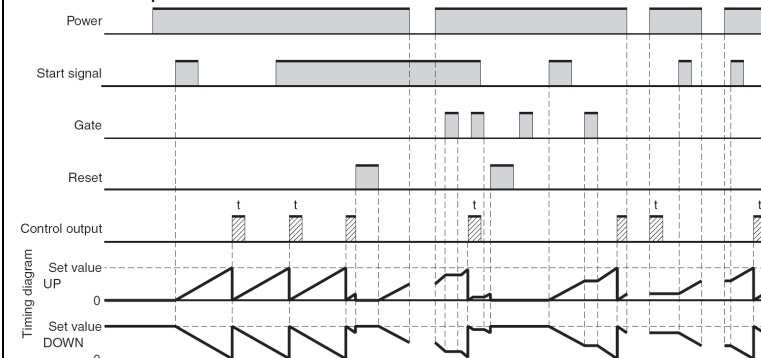 Power
Start signal
Gate
Reset
t
t
t
t
t
Control output
Set value
UP
0
Set value
DOWN
0
Timing diagram